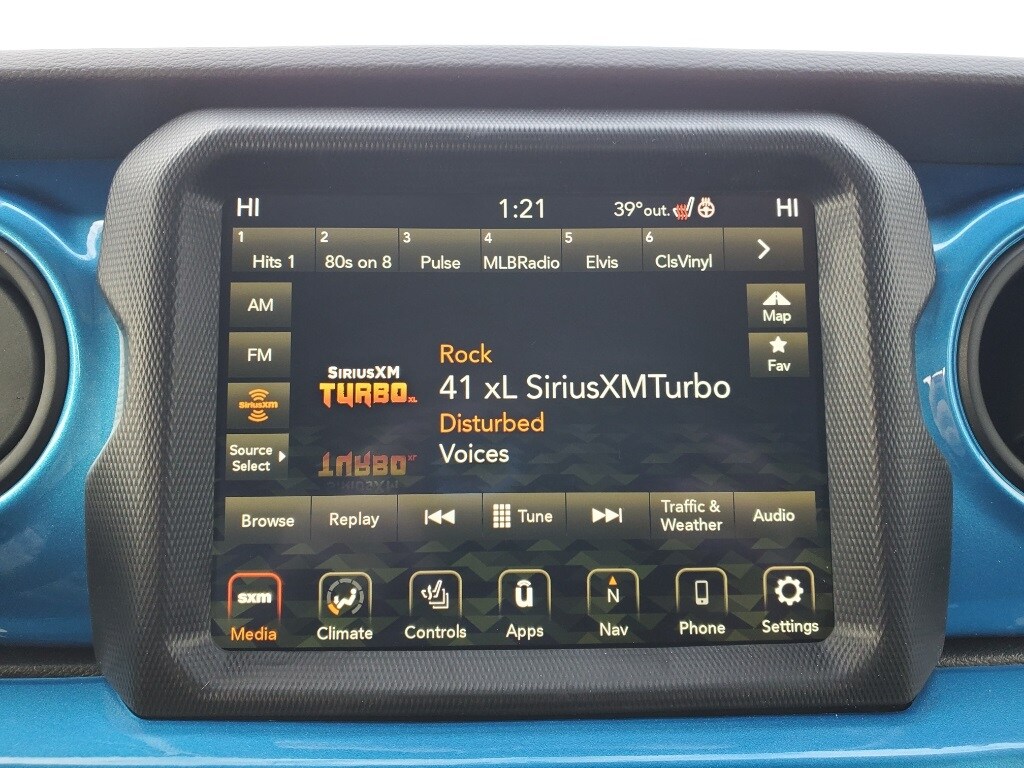 HI 1:21 39°out. HI
1 2 3 4 5 6
Hits 1 80s on 8 Pulse MLBRadio Elvis ClsVinyl
AM
Map
FM
Fav
SiriusXM
Source
Select
SIRIUSXM
TURBO XL
Rock
41 xL SiriusXMTurbo
Disturbed
Voices
Browse Replay Tune Traffic & Weather Audio
sxm
N
Media Climate Controls Apps Nav Phone Settings